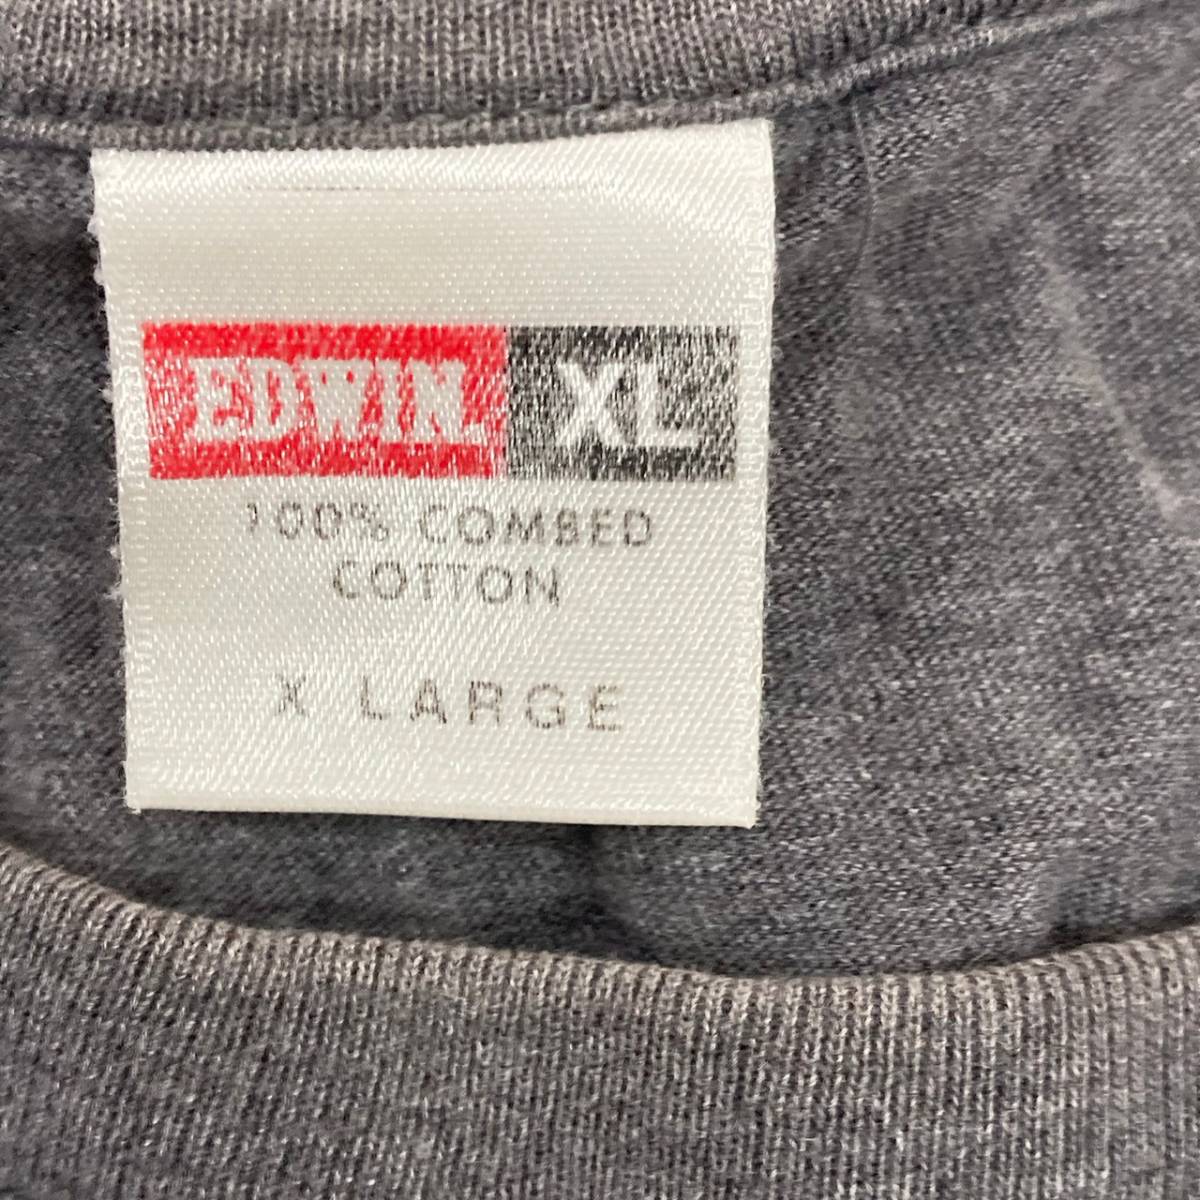 EDWIN. XL
100% COMBED
COTTON
X LARGE